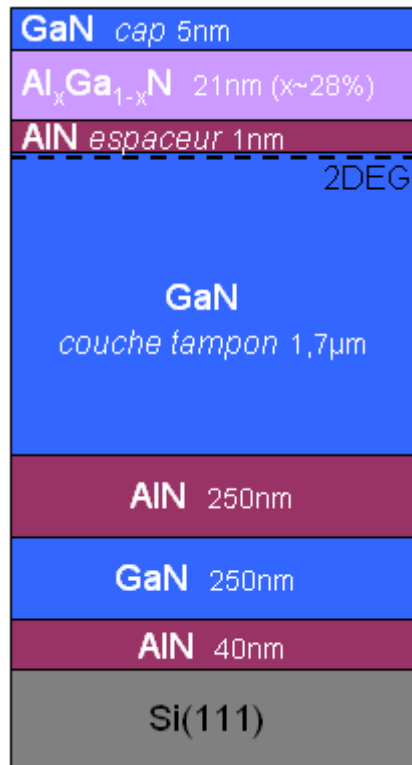 GaN cap 5nm
AlxGa1-xN 21nm (x~28%)
AlN espaceur 1nm
2DEG
GaN
couche tampon 1,7µm
AlN 250nm
GaN 250nm
AlN 40nm
Si(111)